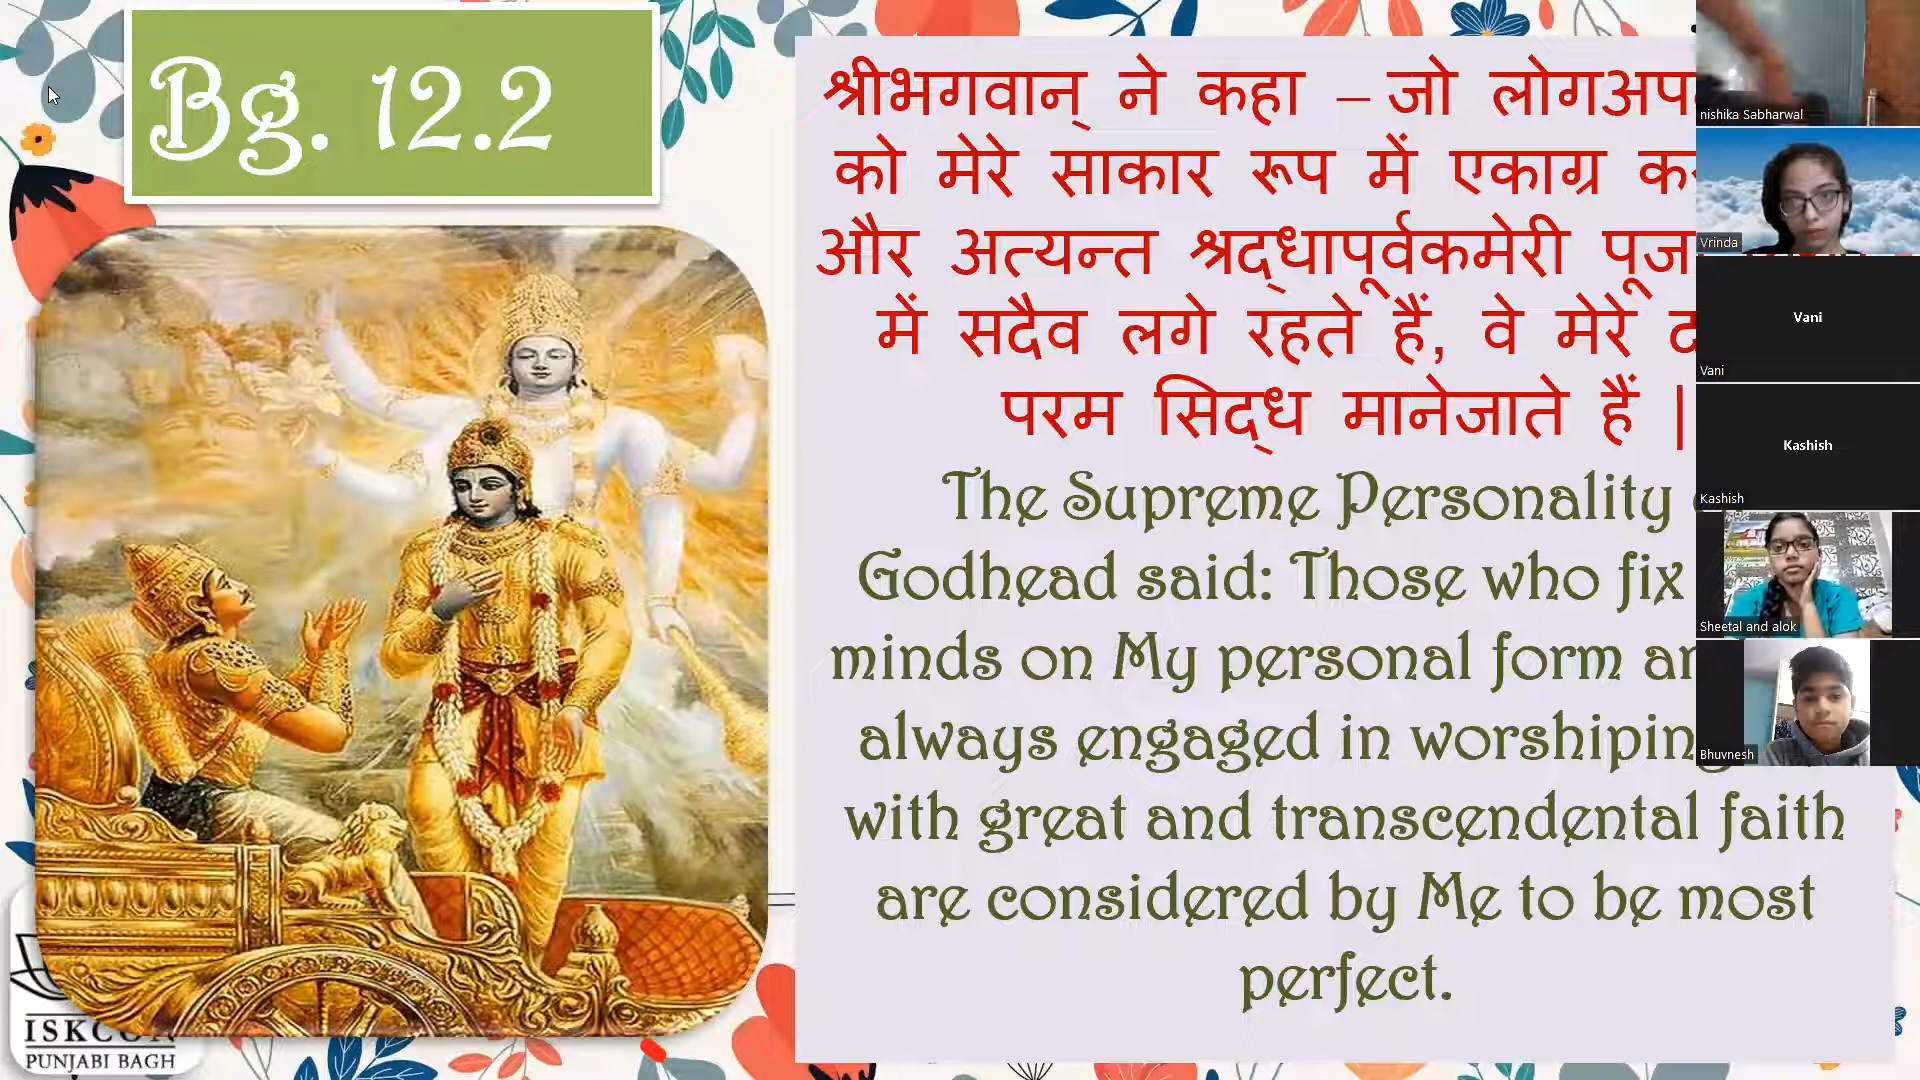 Bg. 12.2
श्रीभगवान् ने कहा – जो लोगअप
को मेरे साकार रूप में एकाग्र
और अत्यन्त श्रद्धापूर्वकमेरी
में सदैव लगे रहते हैं, वे मेरे
परम सिद्ध मानेजाते हैं |
The Supreme Personality
Godhead said: Those who fix
minds on My personal form
always engaged in
with great and transcendental faith
are considered by Me to be most
perfect.
nishika Sabharwal
Vrinda
Vani
Vani
Kashish
Kashish
Sheetal and alok
Bhuvnesh
PUNJABI BAGH